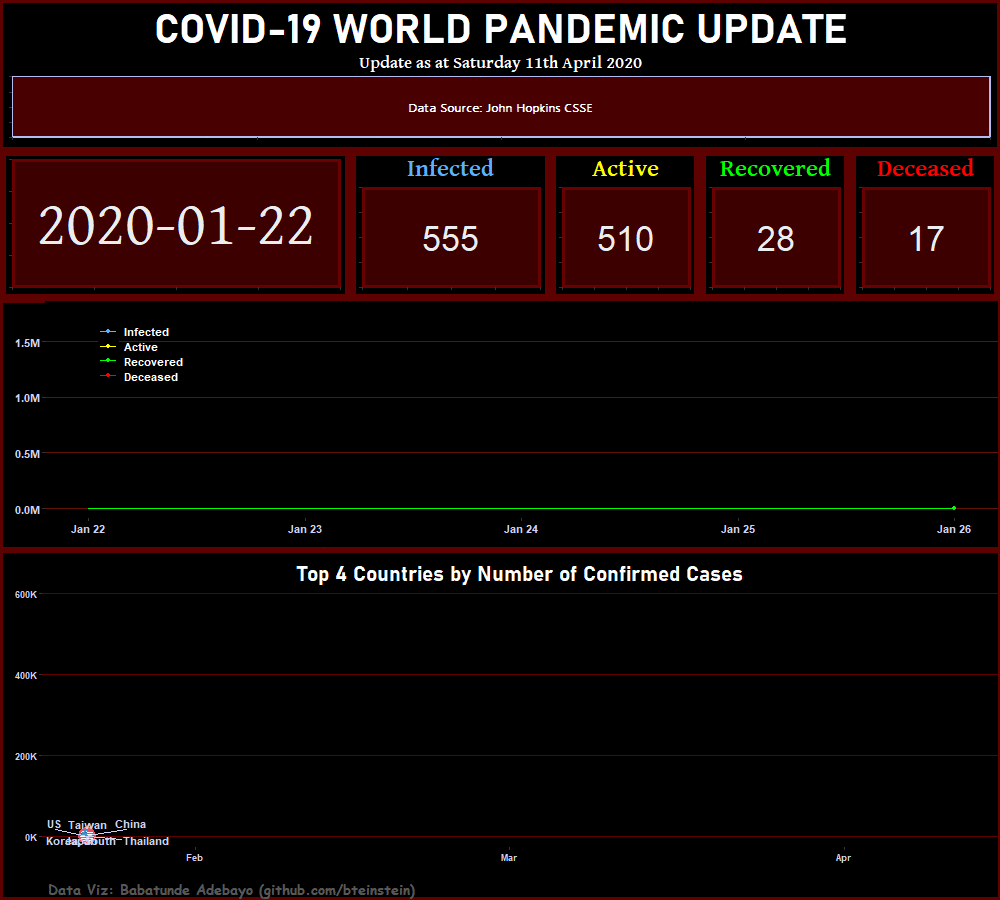 COVID-19 WORLD PANDEMIC UPDATE
Update as at Saturday 11th April 2020
Data Source: John Hopkins CSSE
2020-01-22
Infected
555
Active
510
Recovered
28
Deceased
17
Infected
Active
Recovered
Deceased
1.5M
1.0M
0.5M
0.0M
Jan 22 Jan 23 Jan 24 Jan 25 Jan 26
Top 4 Countries by Number of Confirmed Cases
600K
400K
200K
0K
US Taiwan China
Thailand
Feb Mar Apr
Data Viz: Babatunde Adebayo (github.com/bteinstein)